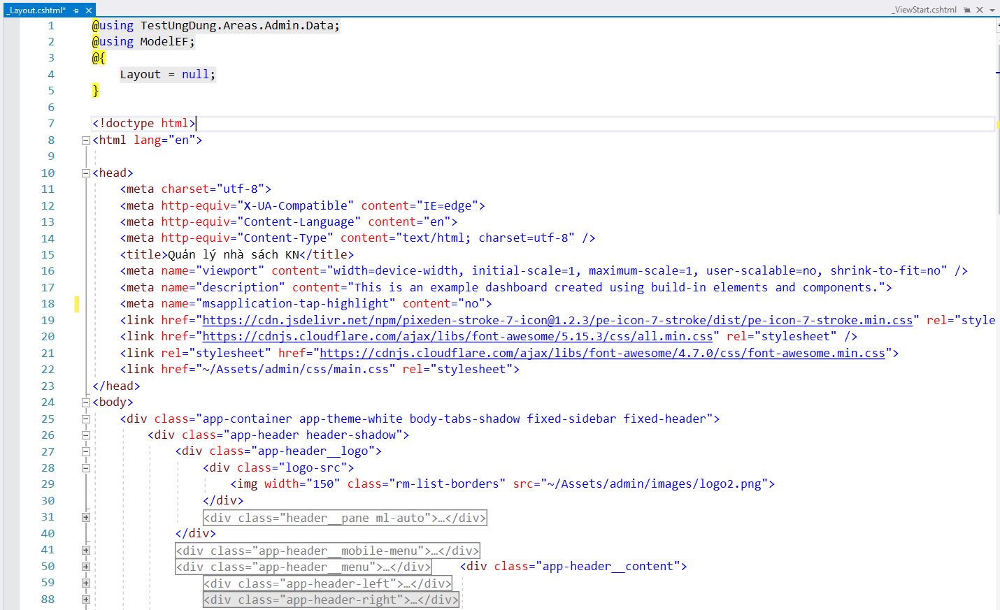 _Layout.cshtml*
_ViewStart.cshtml
1 @using TestUngDung.Areas.Admin.Data;
2 @using ModelEF;
3 @{
4 Layout = null;
5 }
6
7 <!doctype html>
8 <html lang="en">
9
10 <head>
11 <meta charset="utf-8">
12 <meta http-equiv="X-UA-Compatible" content="IE=edge">
13 <meta http-equiv="Content-Language" content="en">
14 <meta http-equiv="Content-Type" content="text/html; charset=utf-8" />
15 <title>Quản lý nhà sách KN</title>
16 <meta name="viewport" content="width=device-width, initial-scale=1, maximum-scale=1, user-scalable=no, shrink-to-fit=no" />
17 <meta name="description" content="This is an example dashboard created using build-in elements and components.">
18 <meta name="msapplication-tap-highlight" content="no">
19 <link href="https://cdn.jsdelivr.net/npm/pixeden-stroke-7-icon@1.2.3/pe-icon-7-stroke/dist/pe-icon-7-stroke.min.css" rel="style
20 <link href="https://cdnjs.cloudflare.com/ajax/libs/font-awesome/5.15.3/css/all.min.css" rel="stylesheet" />
21 <link rel="stylesheet" href="https://cdnjs.cloudflare.com/ajax/libs/font-awesome/4.7.0/css/font-awesome.min.css">
22 <link href="~/Assets/admin/css/main.css" rel="stylesheet">
23 </head>
24 <body>
25 <div class="app-container app-theme-white body-tabs-shadow fixed-sidebar fixed-header">
26 <div class="app-header header-shadow">
27 <div class="app-header__logo">
28 <div class="logo-src">
29 <img width="150" class="rm-list-borders" src="~/Assets/admin/images/logo2.png">
30 </div>
31 <div class="header__pane ml-auto">…</div>
40 </div>
41 <div class="app-header__mobile-menu">…</div>
50 <div class="app-header__menu">…</div> <div class="app-header__content">
59 <div class="app-header-left">…</div>
88 <div class="app-header-right">…</div>